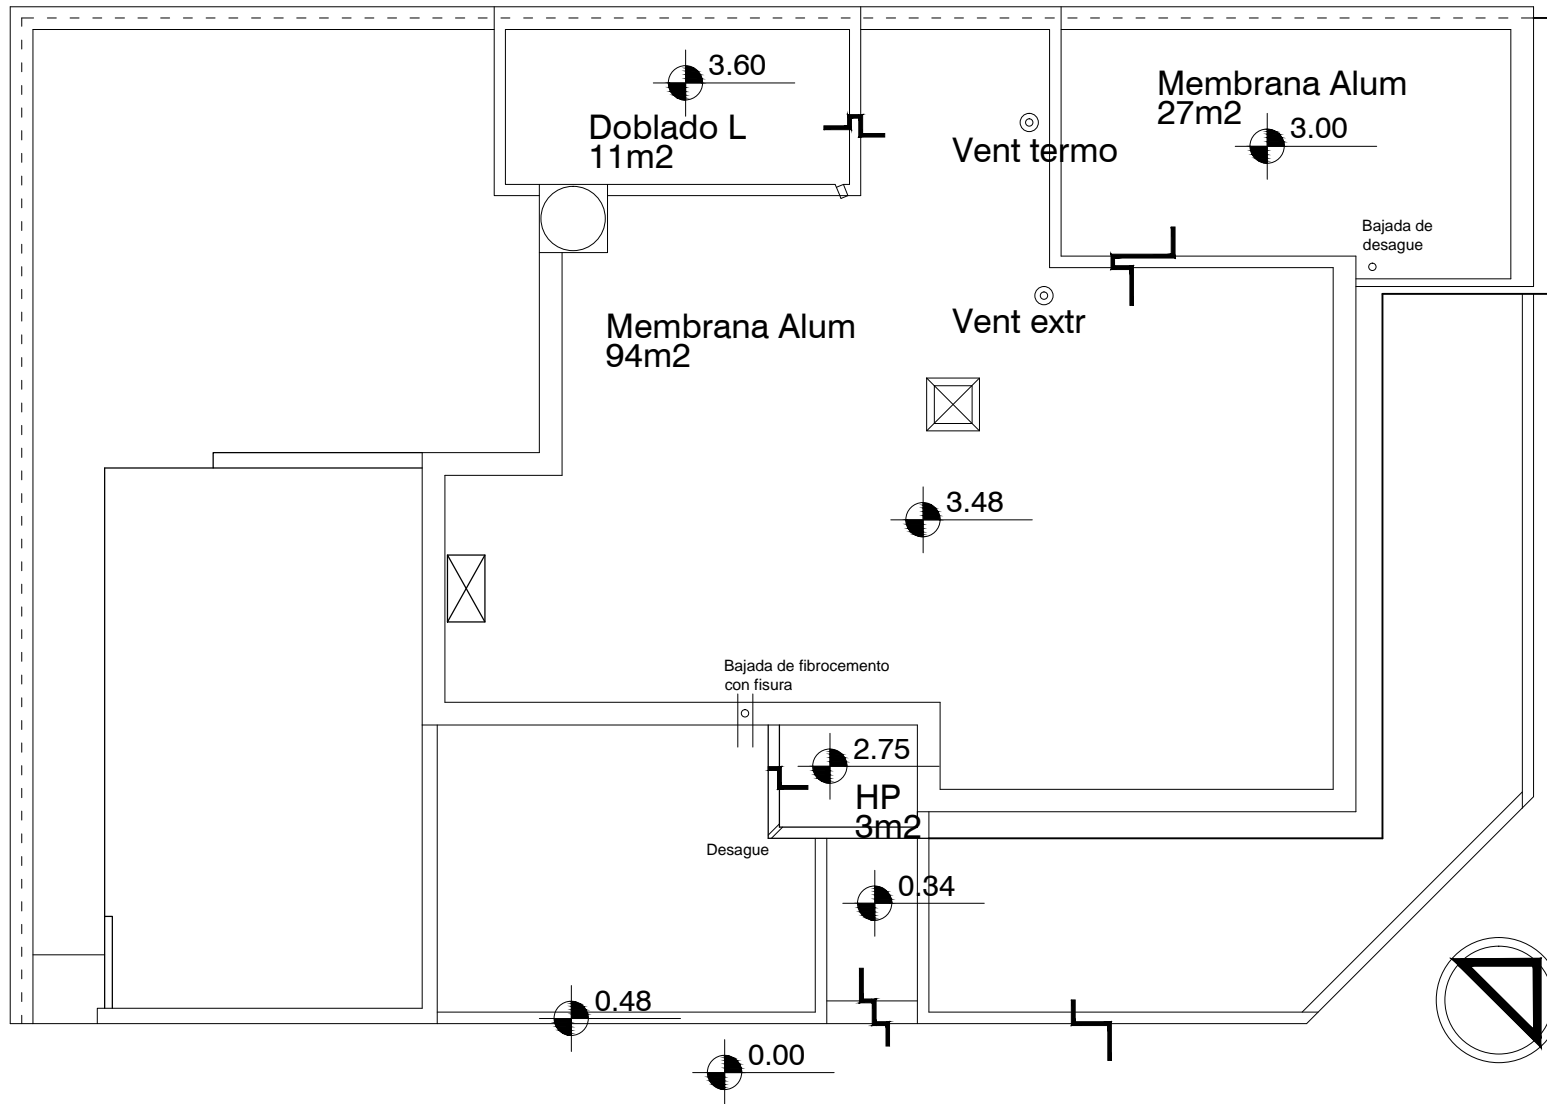 3.60
Doblado L
11m2
Vent termo
Membrana Alum
27m2
3.00
Bajada de
desague
Membrana Alum
94m2
Vent extr
3.48
Bajada de fibrocemento
con fisura
2.75
HP
3m2
Desague
0.34
0.48
0.00